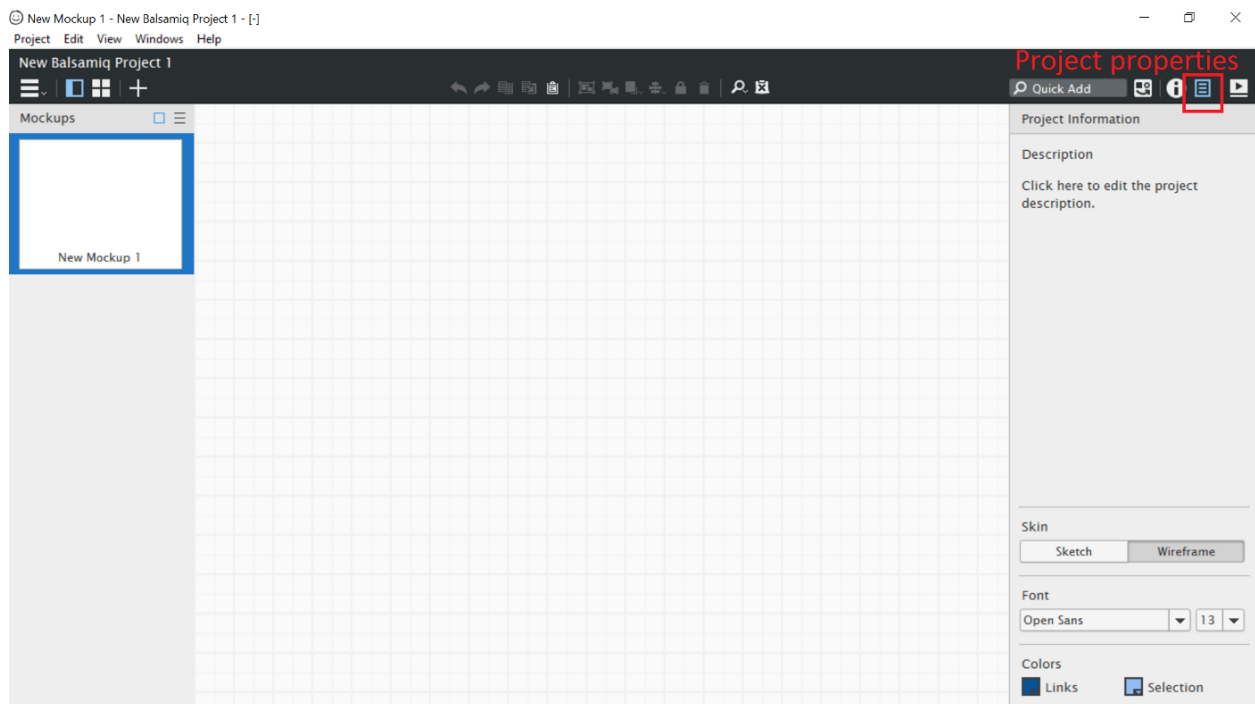 New Mockup 1 - New Balsamiq Project 1 - [-]
Project Edit View Windows Help
New Balsamiq Project 1
Project properties
Quick Add
Mockups
Project Information
New Mockup 1
Description
Click here to edit the project
description.
Skin
Sketch Wireframe
Font
Open Sans 13
Colors
Links Selection